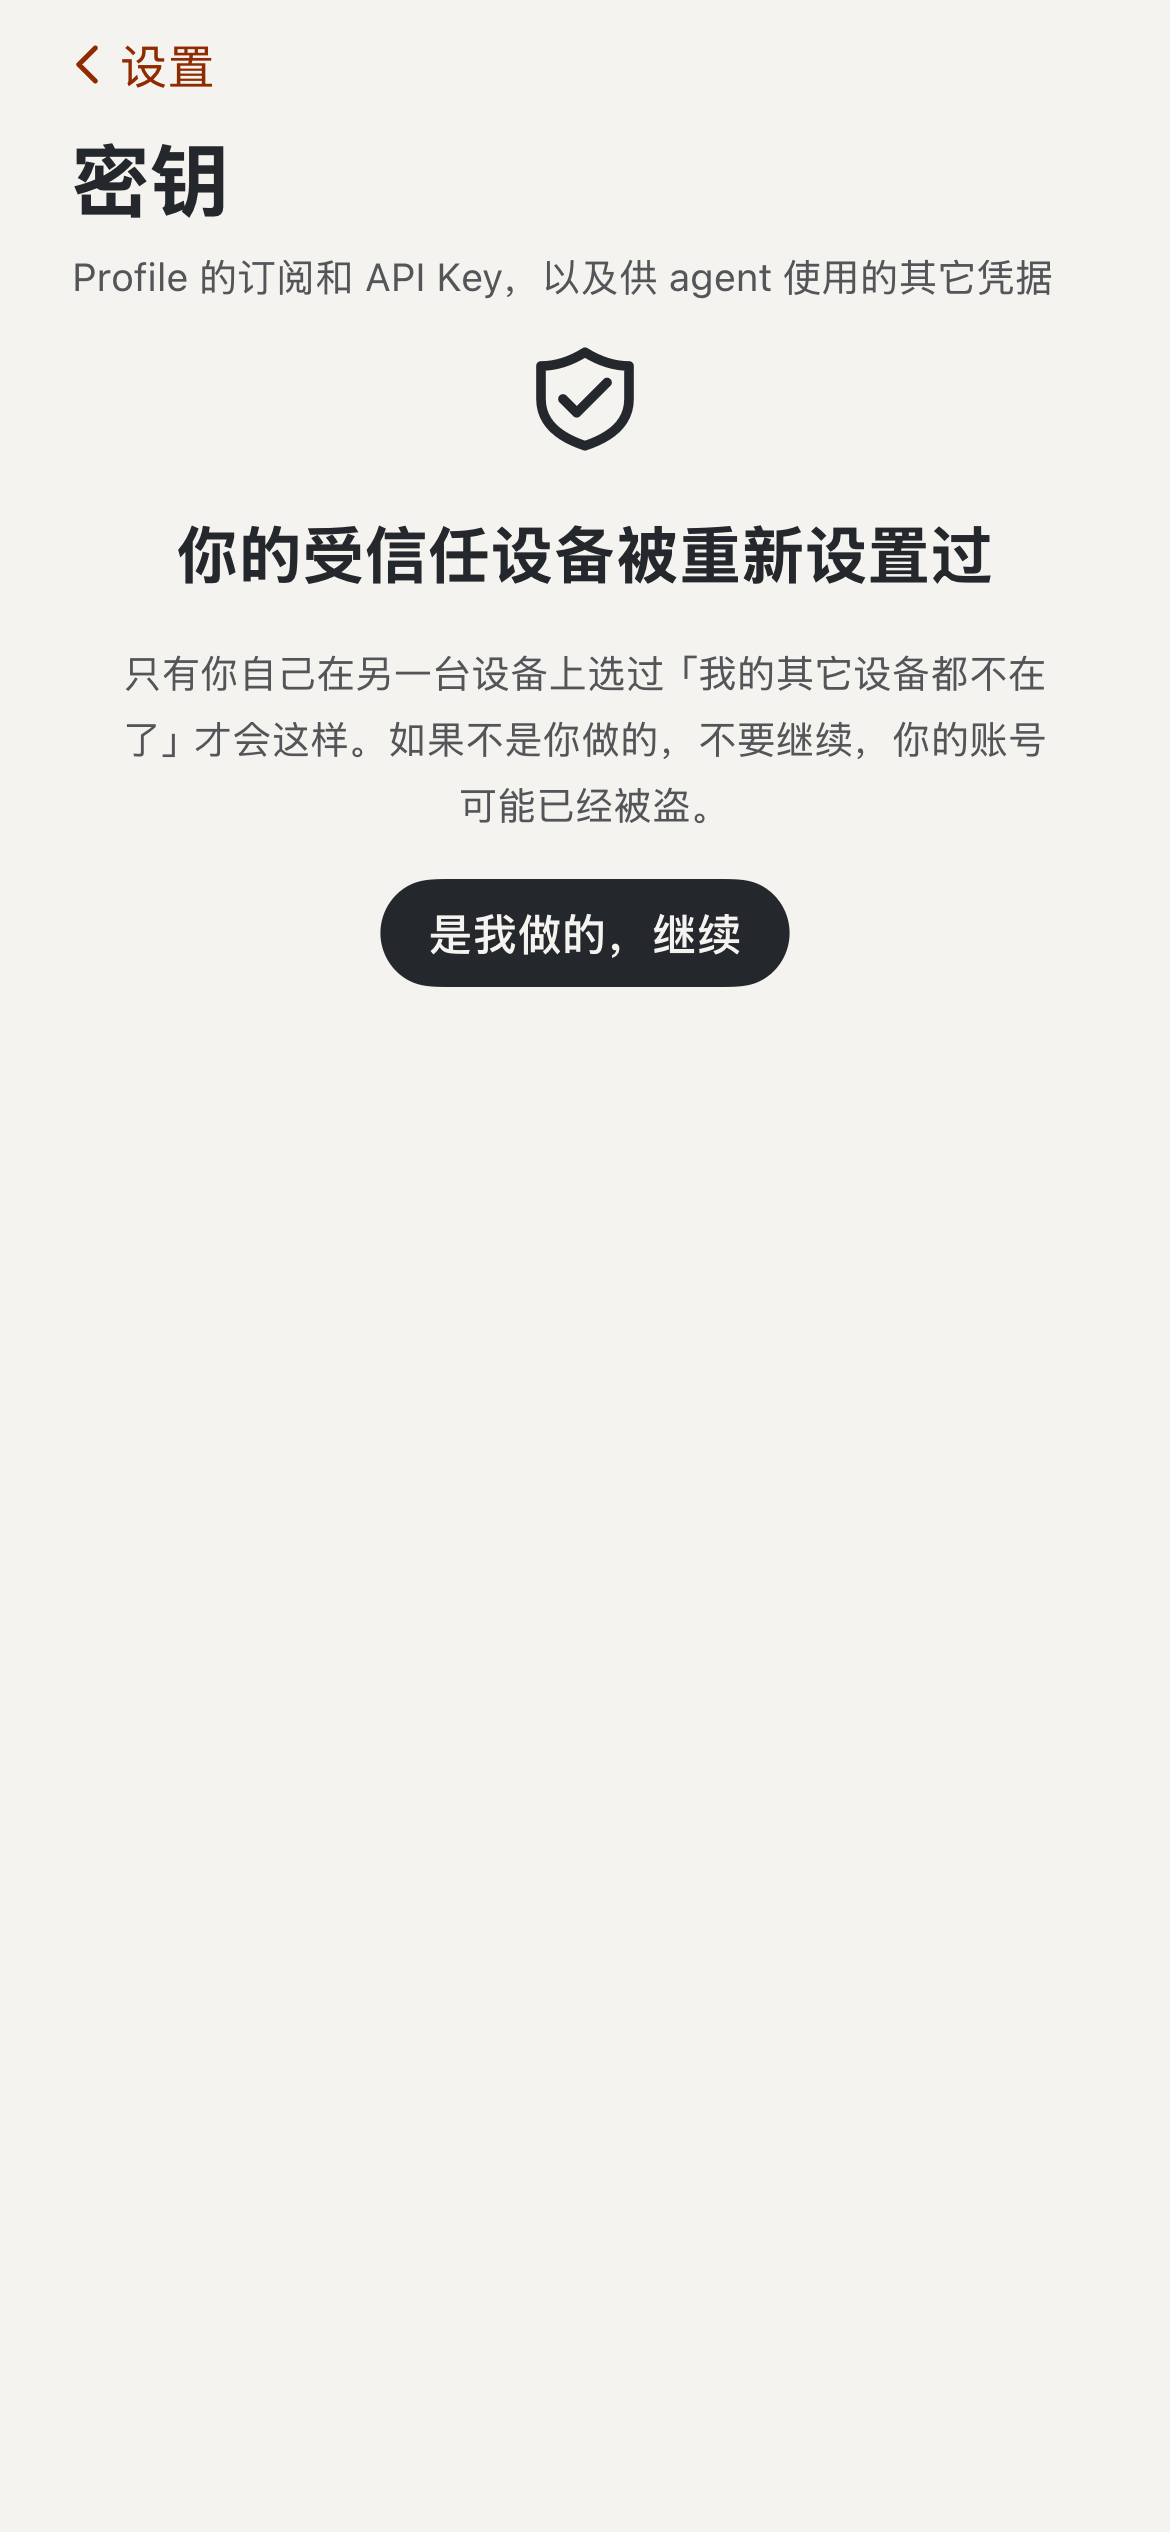 设置
密钥
Profile 的订阅和 API Key，以及供 agent 使用的其它凭据
你的受信任设备被重新设置过
只有你自己在另一台设备上选过「我的其它设备都不在
了」才会这样。如果不是你做的，不要继续，你的账号
可能已经被盗。
是我做的，继续